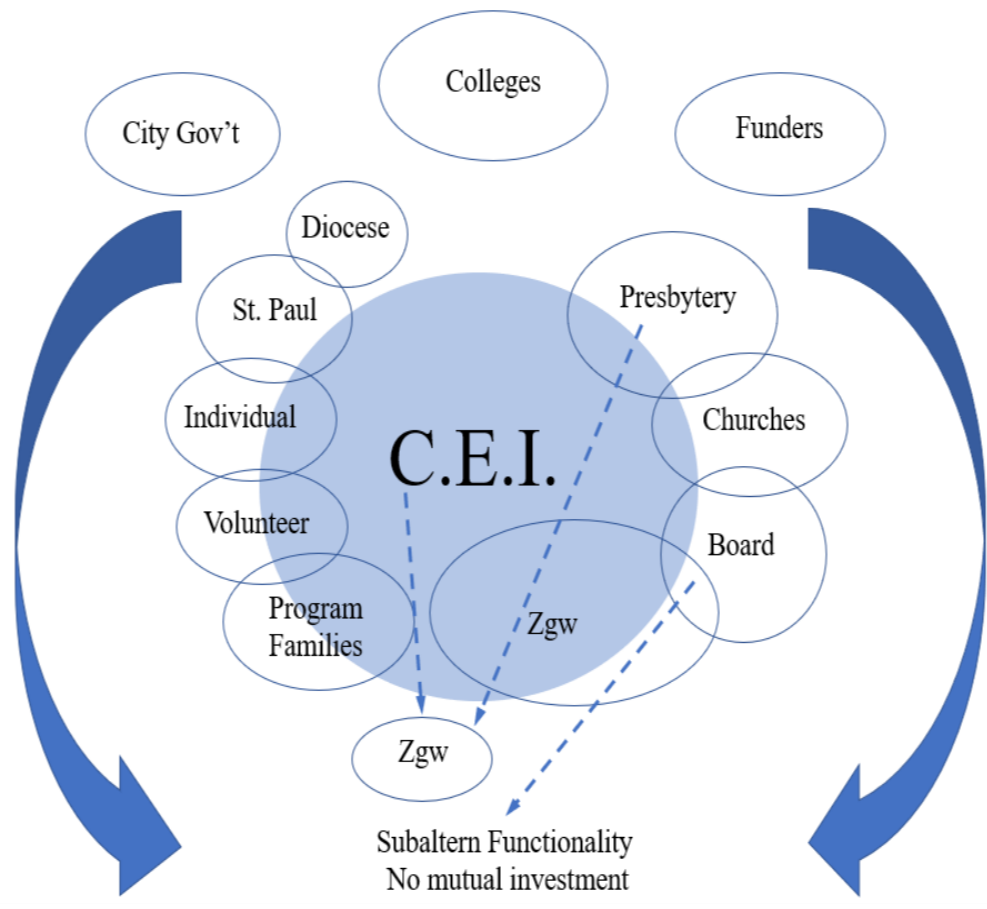 Colleges
City Gov’t
Funders
Diocese
St. Paul
Presbytery
Individual
Churches
C.E.I.
Volunteer
Board
Program
Families
Zgw
Zgw
Subaltern Functionality
No mutual investment